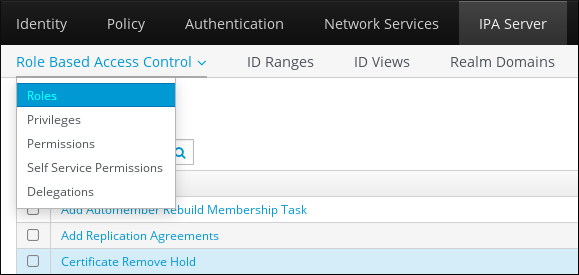 Identity Policy Authentication Network Services IPA Server
Role Based Access Control ID Ranges ID Views Realm Domains
Roles
Privileges
Permissions
Self Service Permissions
Delegations
Add Automember Rebuild Membership Task
Add Replication Agreements
Certificate Remove Hold